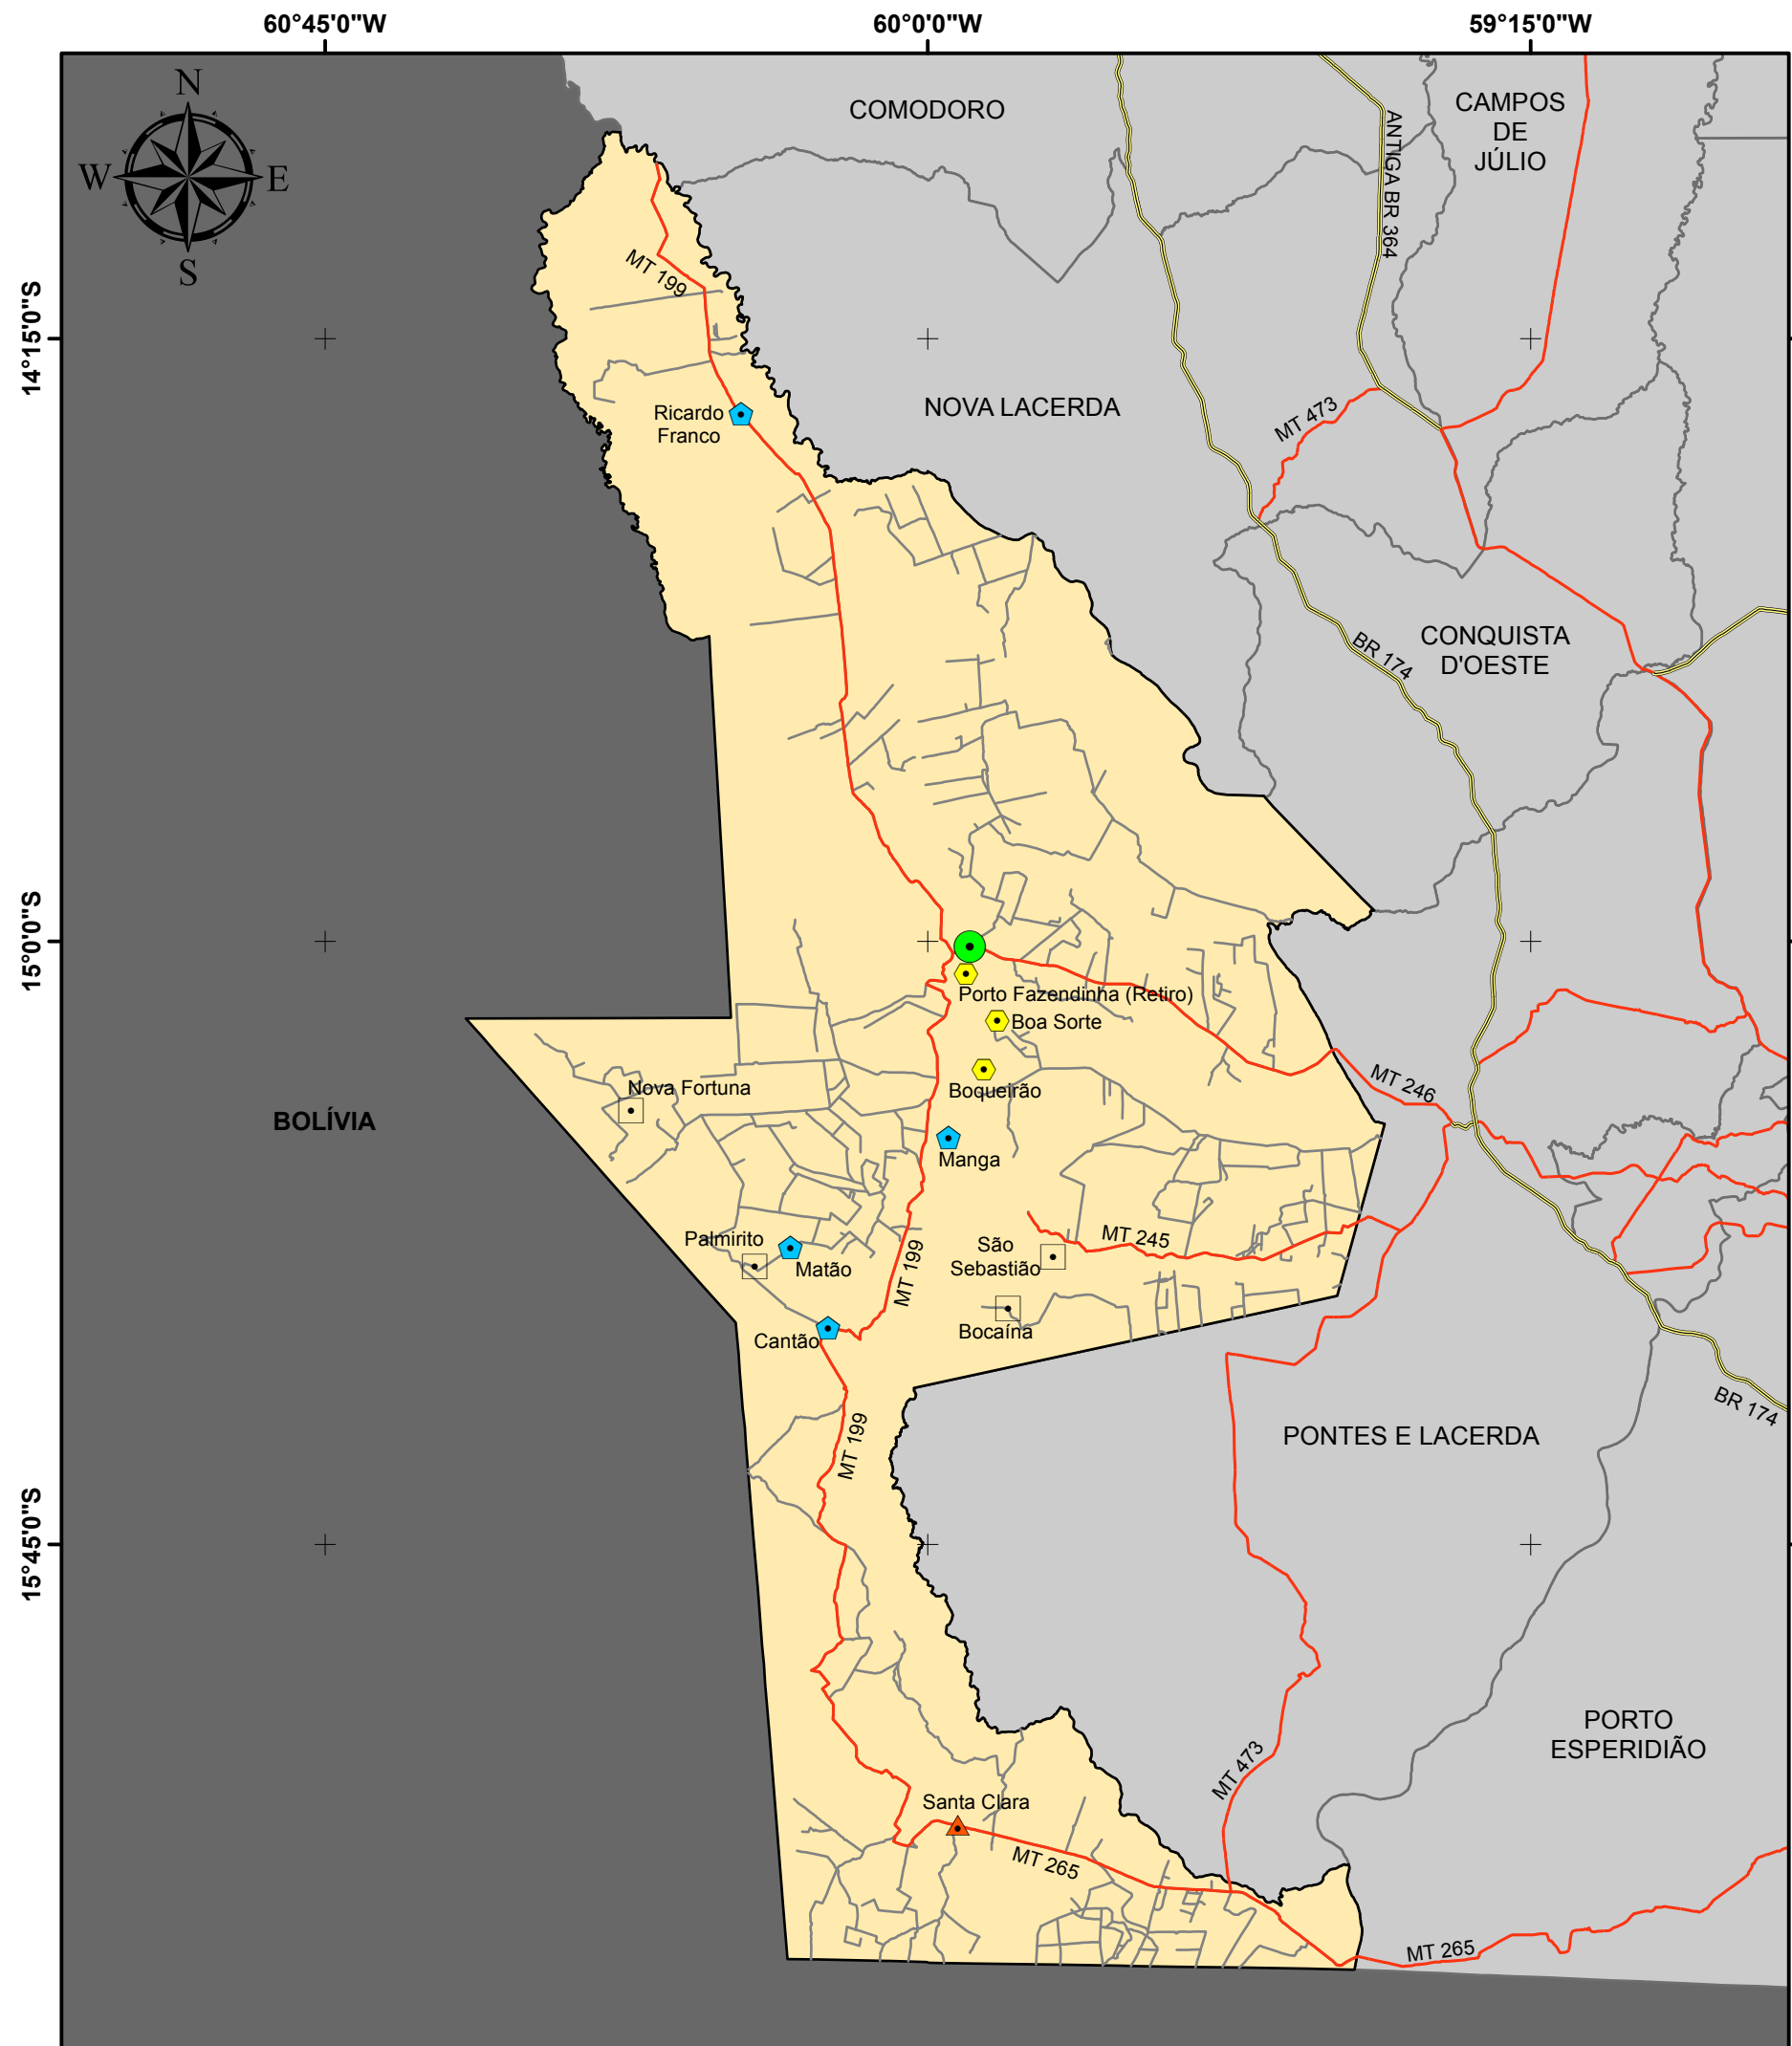 60°45'0"W
60°0'0"W
59°15'0"W
N
W
E
S
COMODORO
CAMPOS
DE
JÚLIO
ANTIGA BR 364
MT 199
14°15'0"S
Ricardo
Franco
NOVA LACERDA
MT 473
CONQUISTA
D'OESTE
BR 174
15°0'0"S
Porto Fazendinha (Retiro)
Boa Sorte
Nova Fortuna
Boqueirão
MT 246
BOLÍVIA
Manga
Palmirito
Matão
MT 199
São
Sebastião
MT 245
Cantão
Bocaína
MT 199
PONTES E LACERDA
BR 174
15°45'0"S
PORTO
ESPERIDIÃO
MT 473
Santa Clara
MT 265
MT 265